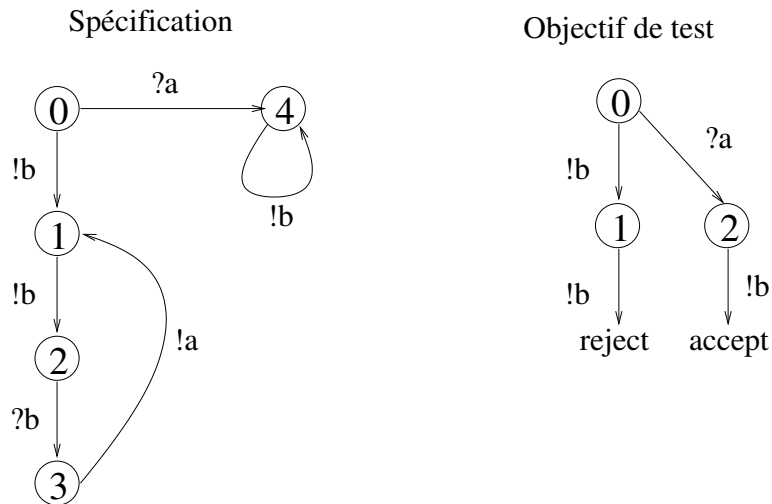 Spécification
Objectif de test
0
?a
4
!b
!b
1
!b
2
!a
?b
3
0
!b
?a
1
2
!b
!b
reject
accept